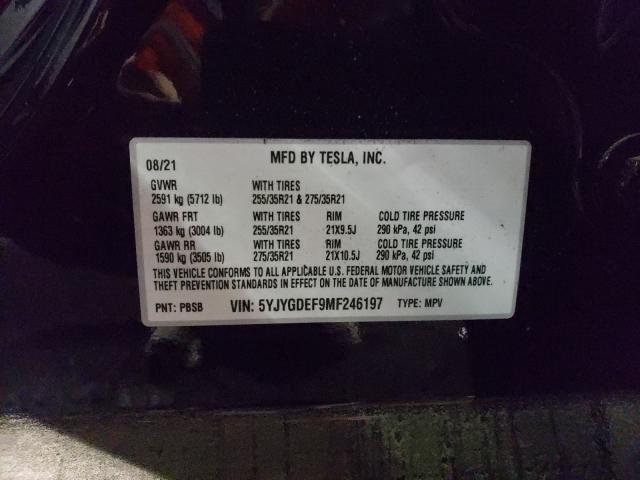 08/21 MFD BY TESLA, INC.
GVWR WITH TIRES
2591 kg (5712 lb) 255/35R21 & 275/35R21
GAWR FRT WITH TIRES RIM COLD TIRE PRESSURE
1363 kg (3004 lb) 255/35R21 21X9.5J 290 kPa, 42 psi
GAWR RR WITH TIRES RIM COLD TIRE PRESSURE
1590 kg (3505 lb) 275/35R21 21X10.5J 290 kPa, 42 psi
THIS VEHICLE CONFORMS TO ALL APPLICABLE U.S. FEDERAL MOTOR VEHICLE SAFETY AND
THEFT PREVENTION STANDARDS IN EFFECT ON THE DATE OF MANUFACTURE SHOWN ABOVE.
PNT: PBSB VIN: 5YJYGDEF9MF246197 TYPE: MPV